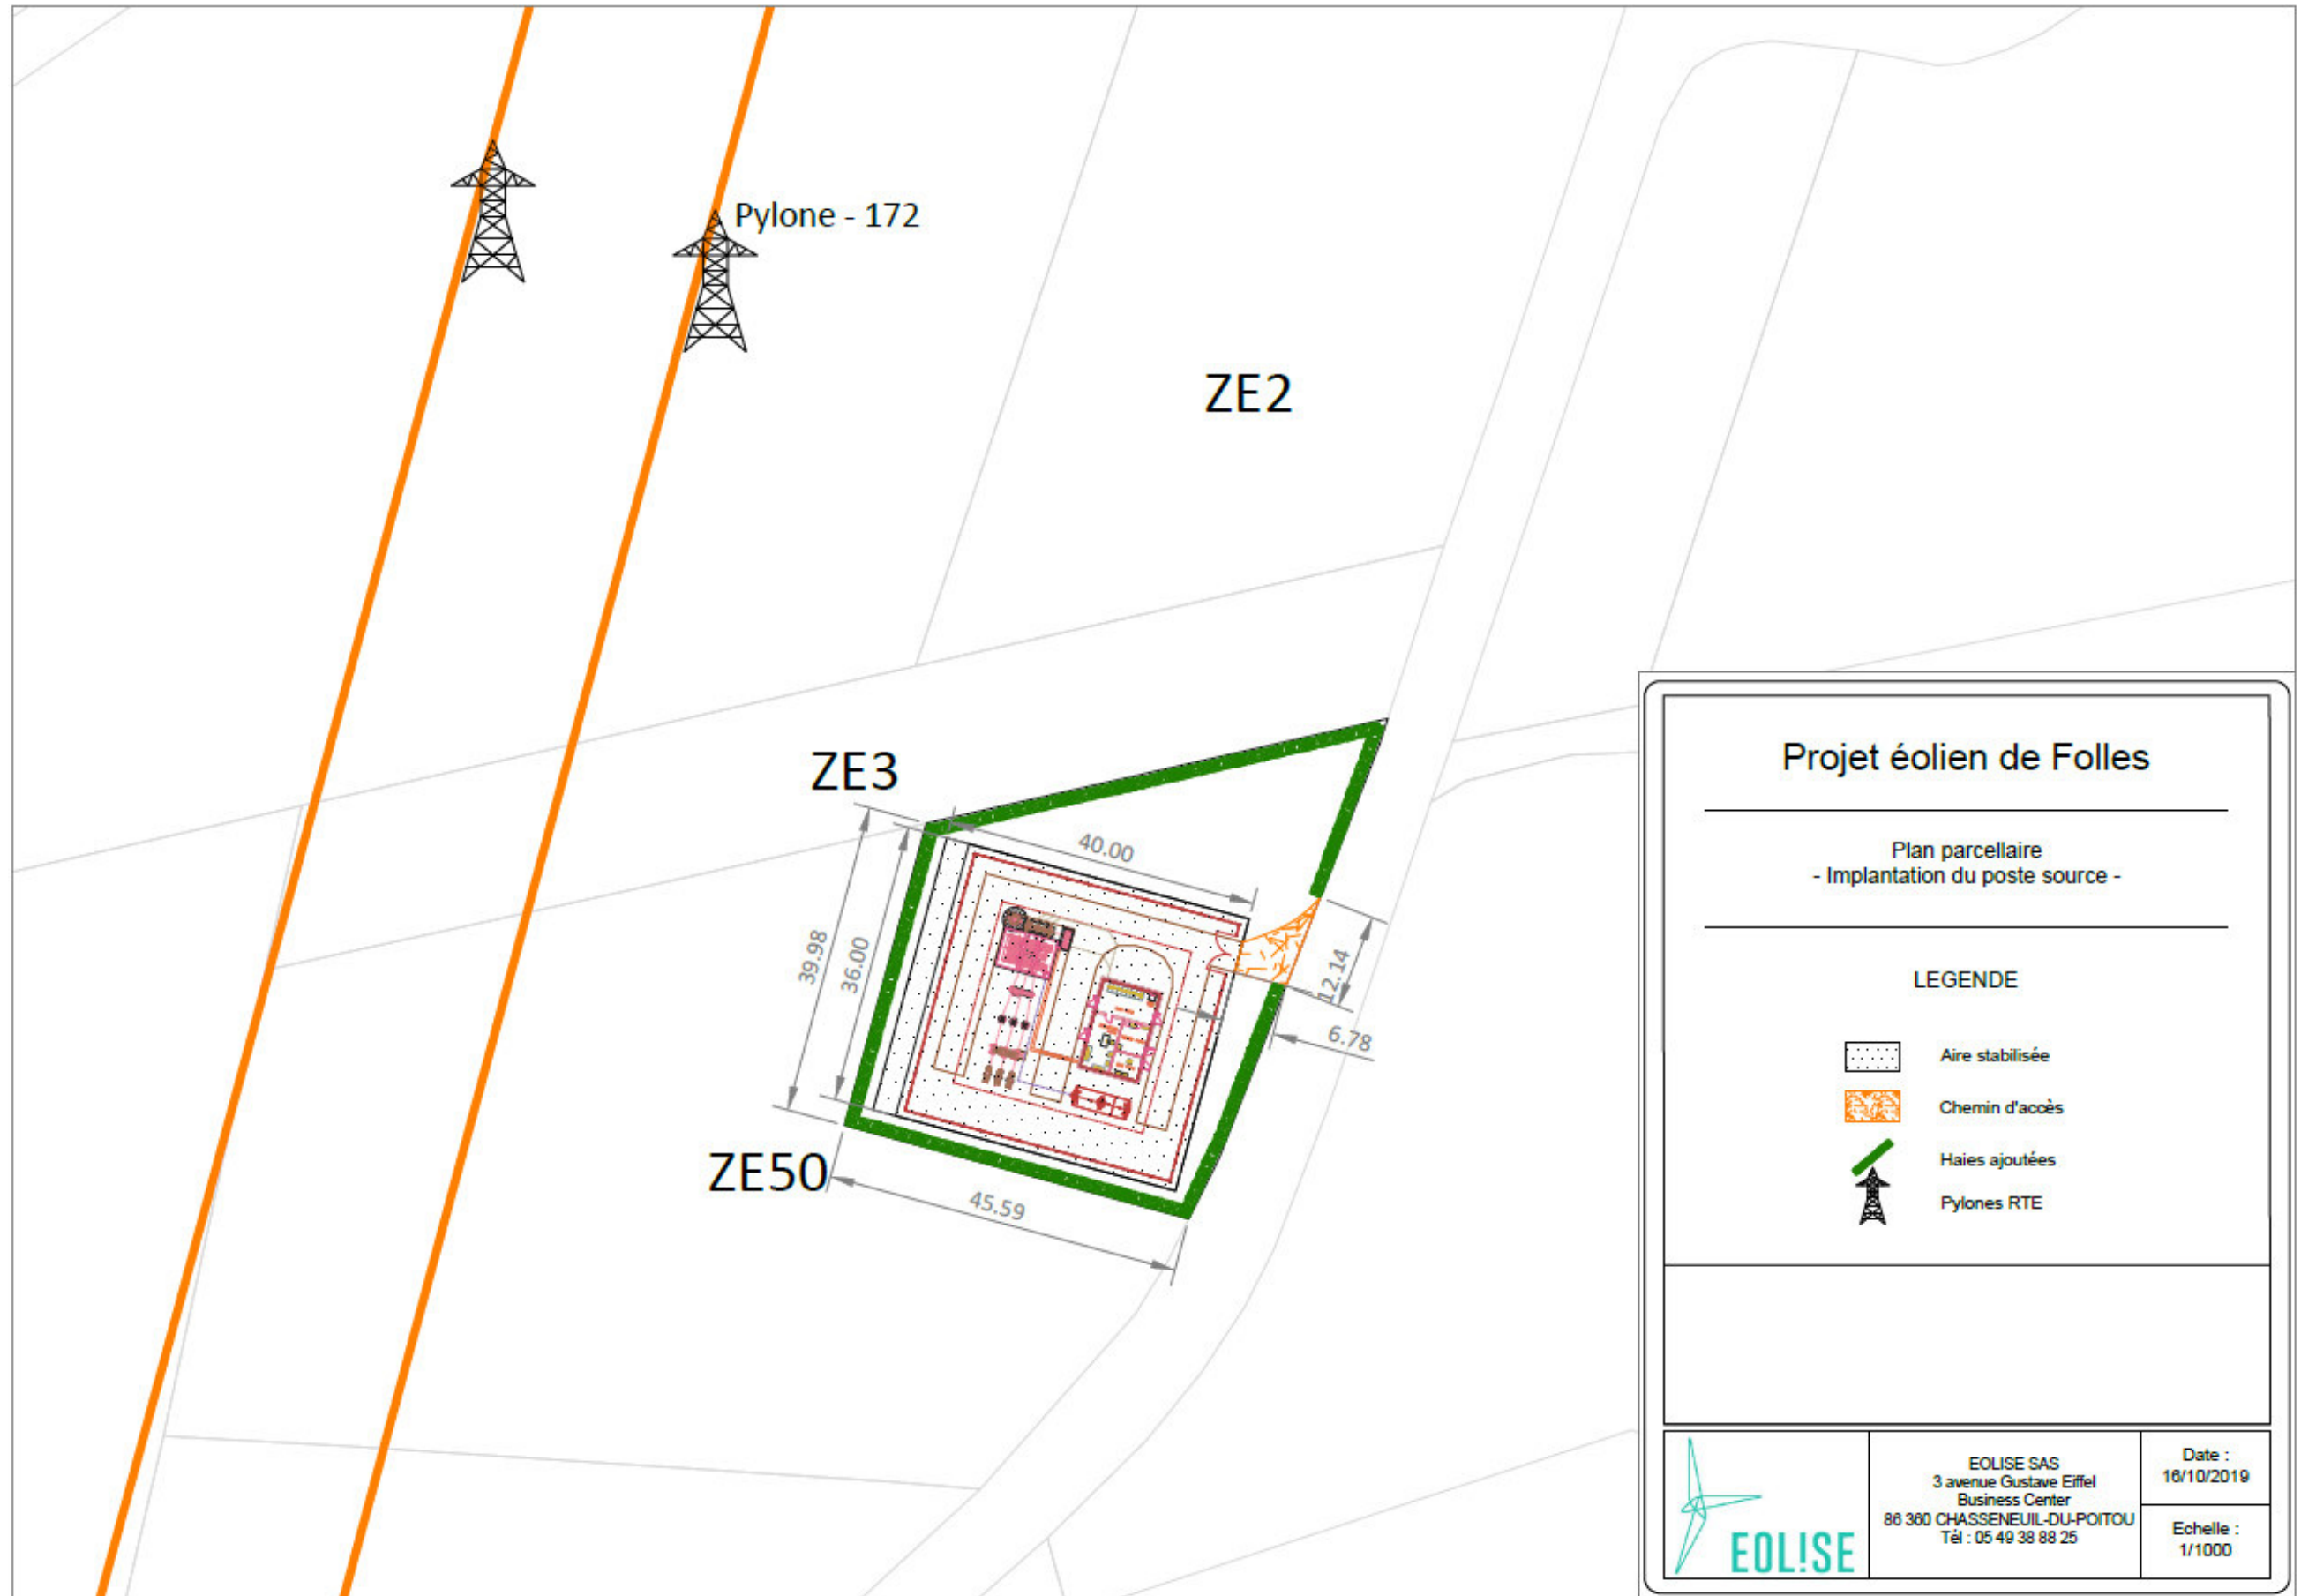 Pylone - 172
ZE2
ZE3
40.00
39.98
36.00
12.14
6.78
ZE50
45.59
Projet éolien de Folles
Plan parcellaire
- Implantation du poste source -
LEGENDE
Aire stabilisée
Chemin d'accès
Haies ajoutées
Pylones RTE
EOL!SE
EOLISE SAS
3 avenue Gustave Eiffel
Business Center
86 360 CHASSENEUIL-DU-POITOU
Tél : 05 49 38 88 25
Date :
16/10/2019
Echelle :
1/1000